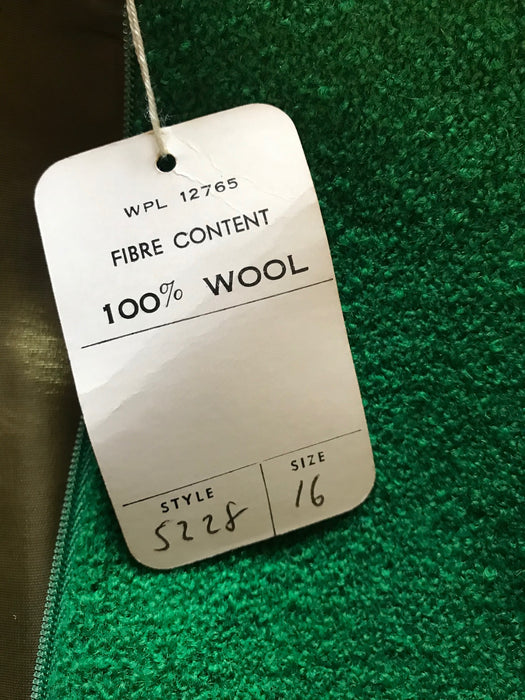 WPL 12765
FIBRE CONTENT
100% WOOL
STYLE SIZE
5228 16